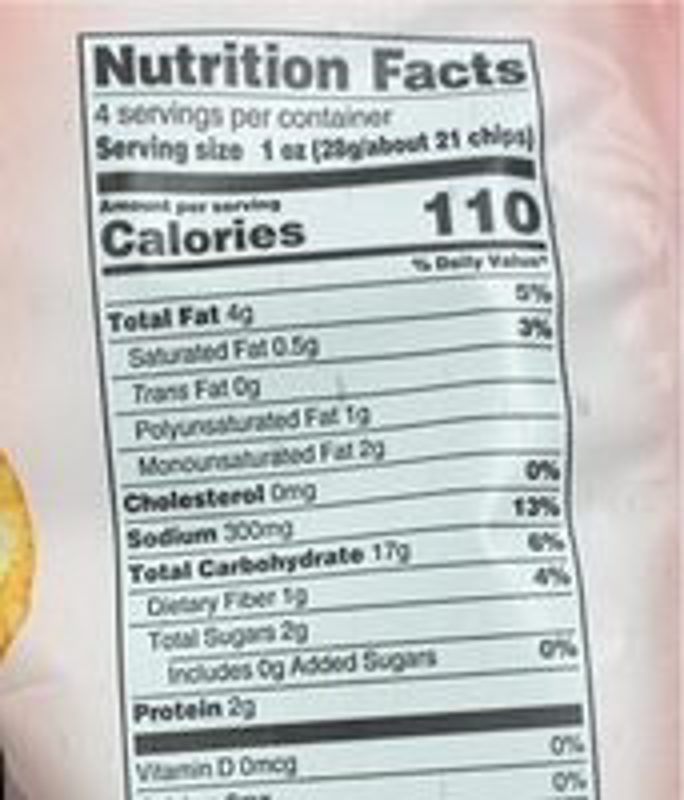 Nutrition Facts
4 servings per container
Serving size 1 oz (28g/about 21 chips)
Amount per serving
Calories 110
% Daily Value*
Total Fat 4g 5%
Saturated Fat 0.5g 3%
Trans Fat 0g
Polyunsaturated Fat 1g
Monounsaturated Fat 2g
Cholesterol 0mg 0%
Sodium 300mg 13%
Total Carbohydrate 17g 6%
Dietary Fiber 1g 4%
Total Sugars 2g
Includes 0g Added Sugars 0%
Protein 2g
Vitamin D 0mcg 0%
0%